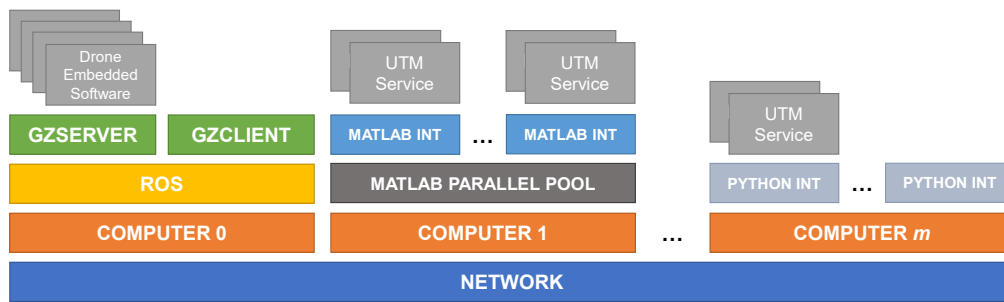 Drone
Embedded
Software
UTM
Service
UTM
Service
UTM
Service
GZSERVER
GZCLIENT
MATLAB INT
...
MATLAB INT
ROS
MATLAB PARALLEL POOL
PYTHON INT
...
PYTHON INT
COMPUTER 0
COMPUTER 1
...
COMPUTER m
NETWORK